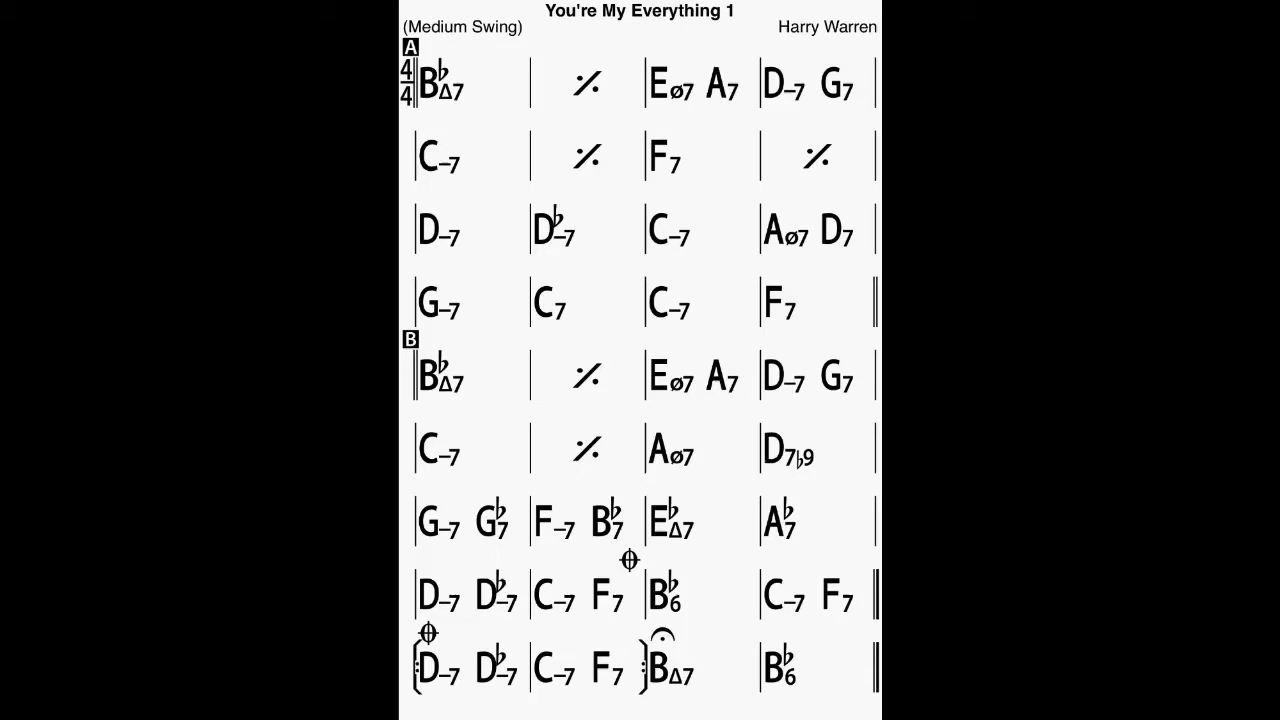 You're My Everything 1
(Medium Swing) Harry Warren
A
4/4 B♭Δ7 | 𝄎 | Eø7 A7 | D–7 G7
C–7 | 𝄎 | F7 | 𝄎
D–7 | D♭–7 | C–7 | Aø7 D7
G–7 | C7 | C–7 | F7
B
B♭Δ7 | 𝄎 | Eø7 A7 | D–7 G7
C–7 | 𝄎 | Aø7 | D7♭9
G–7 G♭7 | F–7 B♭7 | E♭Δ7 | A♭7
D–7 D♭–7 | C–7 F7 𝄌 | B♭6 | C–7 F7
𝄌 D–7 D♭–7 | C–7 F7 | BΔ7 | B♭6